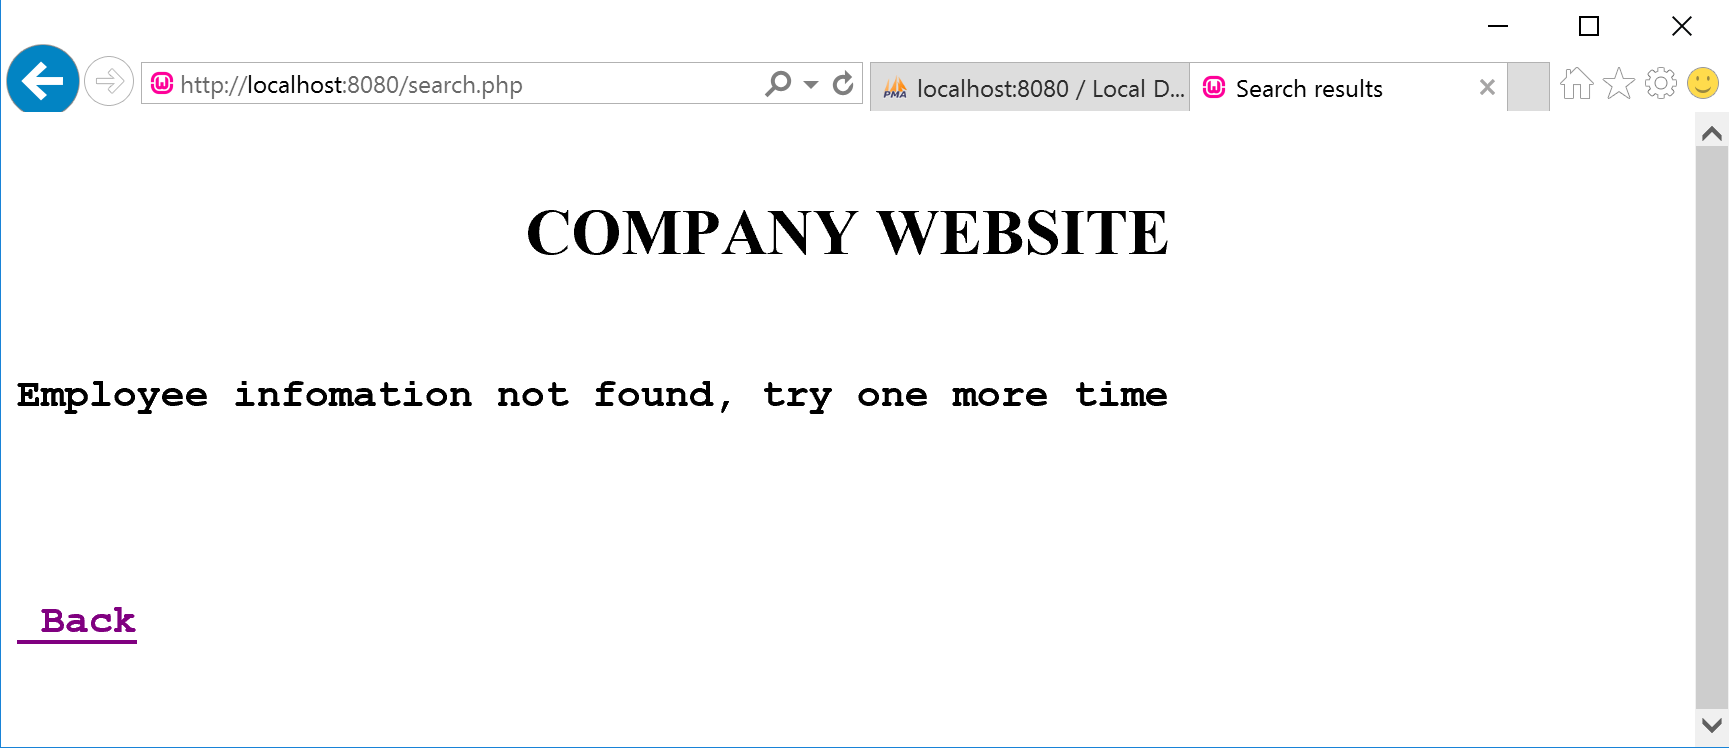 http://localhost:8080/search.php
PMA localhost:8080 / Local D...
Search results
COMPANY WEBSITE
Employee infomation not found, try one more time
Back